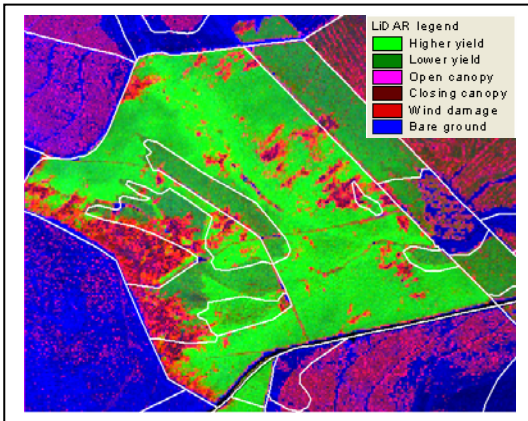 LiDAR legend
Higher yield
Lower yield
Open canopy
Closing canopy
Wind damage
Bare ground